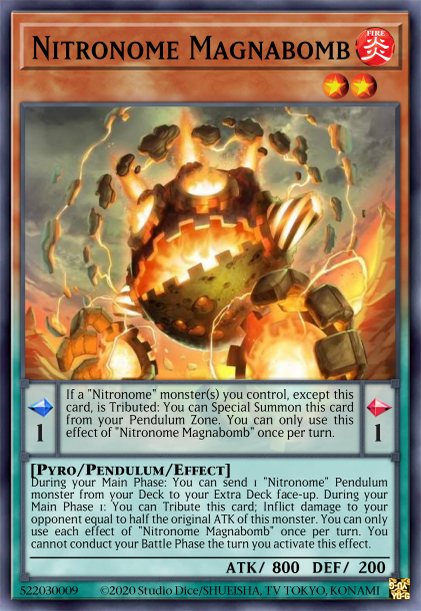 Nitronome Magnabomb
FIRE
炎
If a "Nitronome" monster(s) you control, except this
card, is Tributed: You can Special Summon this card
from your Pendulum Zone. You can only use this
effect of "Nitronome Magnabomb" once per turn.
1
1
[Pyro/Pendulum/Effect]
During your Main Phase: You can send 1 "Nitronome" Pendulum
monster from your Deck to your Extra Deck face-up. During your
Main Phase 1: You can Tribute this card; Inflict damage to your
opponent equal to half the original ATK of this monster. You can only
use each effect of "Nitronome Magnabomb" once per turn. You
cannot conduct your Battle Phase the turn you activate this effect.
ATK/ 800 DEF/ 200
522030009
©2020 Studio Dice/SHUEISHA, TV TOKYO, KONAMI